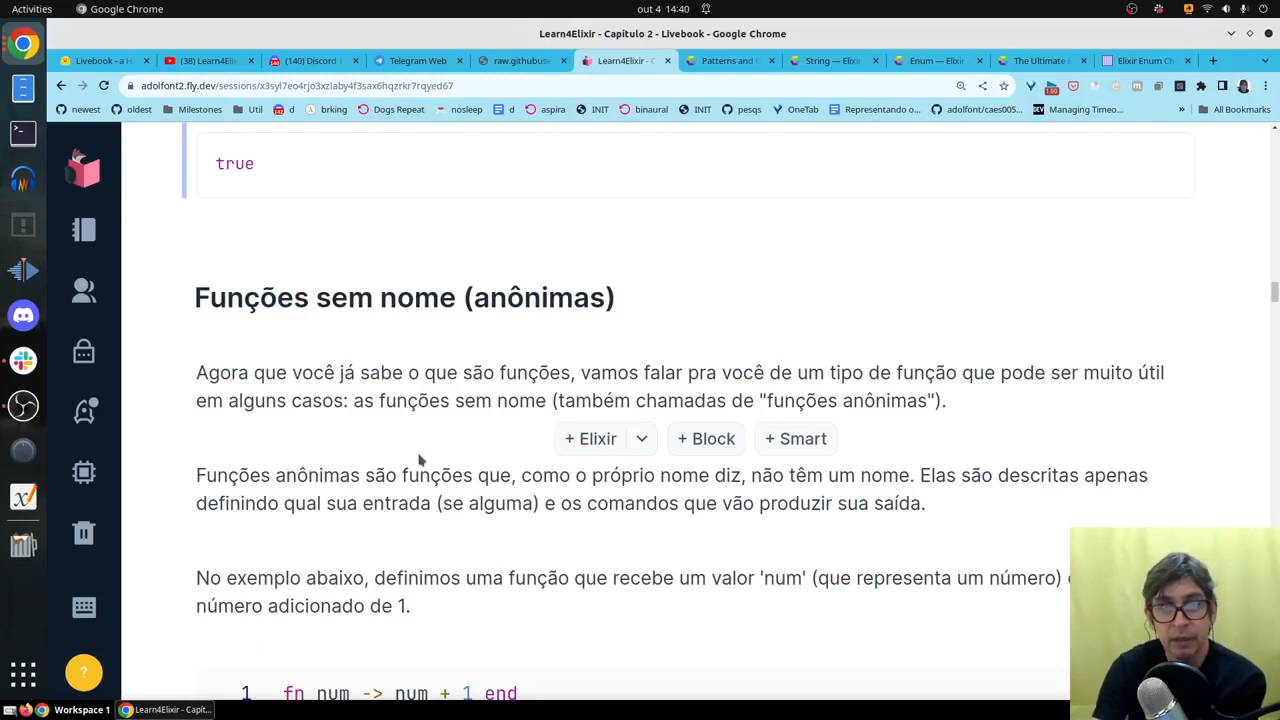 Activities Google Chrome out 4 14:40
Learn4Elixir - Capítulo 2 - Livebook - Google Chrome
Livebook - a H (38) Learn4Eli (140) Discord Telegram Web raw.githubuse Learn4Elixir - C Patterns and G String — Elixi Enum — Elixi The Ultimate E Elixir Enum Ch
adolfont2.fly.dev/sessions/x3syl7eo4rjo3xzlaby4f3sax6hqzrkr7rqyed67
newest oldest Milestones Util d brking Dogs Repeat nosleep d aspira INIT binaural INIT pesqs OneTab Representando o... adolfont/caes005... Managing Timeo... » All Bookmarks
true
Funções sem nome (anônimas)
Agora que você já sabe o que são funções, vamos falar pra você de um tipo de função que pode ser muito útil
em alguns casos: as funções sem nome (também chamadas de "funções anônimas").
+ Elixir + Block + Smart
Funções anônimas são funções que, como o próprio nome diz, não têm um nome. Elas são descritas apenas
definindo qual sua entrada (se alguma) e os comandos que vão produzir sua saída.
No exemplo abaixo, definimos uma função que recebe um valor 'num' (que representa um número)
número adicionado de 1.
1 fn num -> num + 1 end
?
Workspace 1 Learn4Elixir - Capít...